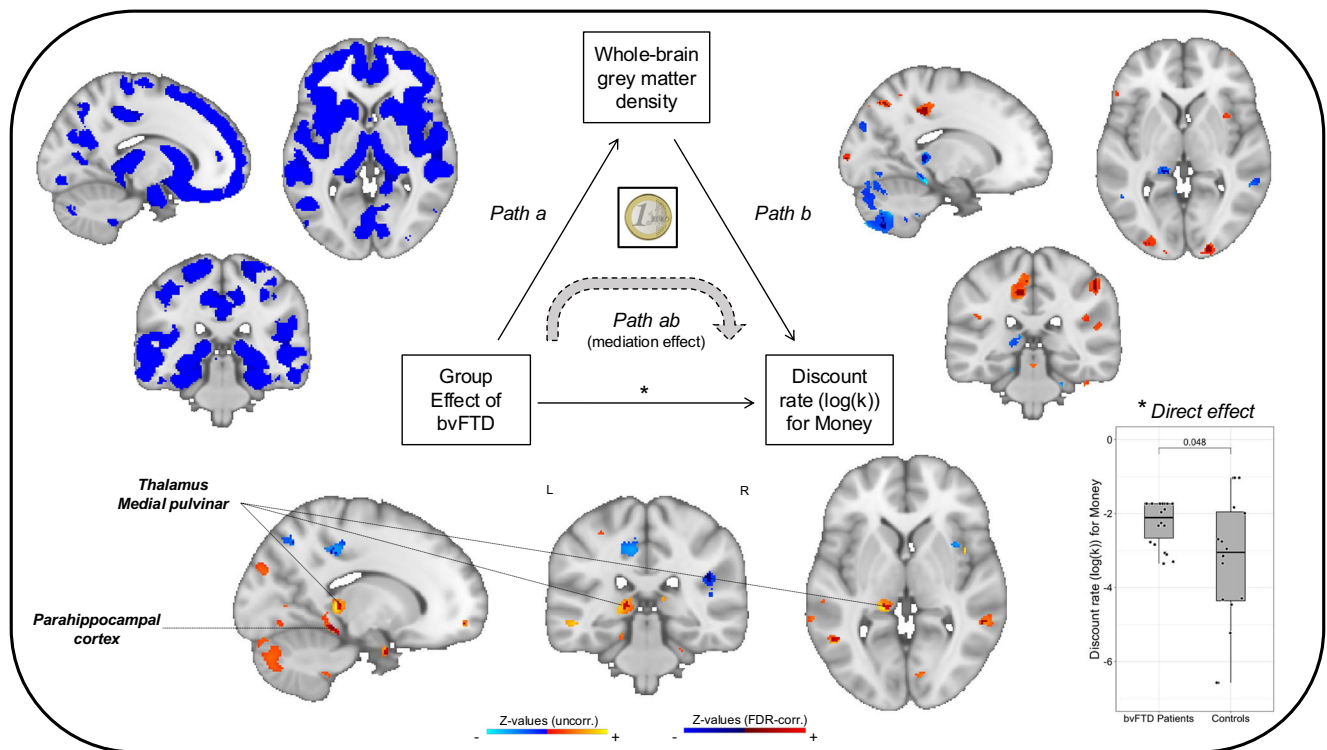 Whole-brain
grey matter
density
Path a
1
Path b
Path ab
(mediation effect)
Group
Effect of
bvFTD
*
Discount
rate (log(k))
for Money
* Direct effect
Thalamus
Medial pulvinar
L
R
Parahippocampal
cortex
Z-values (uncorr.)
- +
Z-values (FDR-corr.)
- +
0.048
Discount rate (log(k)) for Money
0
-2
-4
-6
bvFTD Patients
Controls